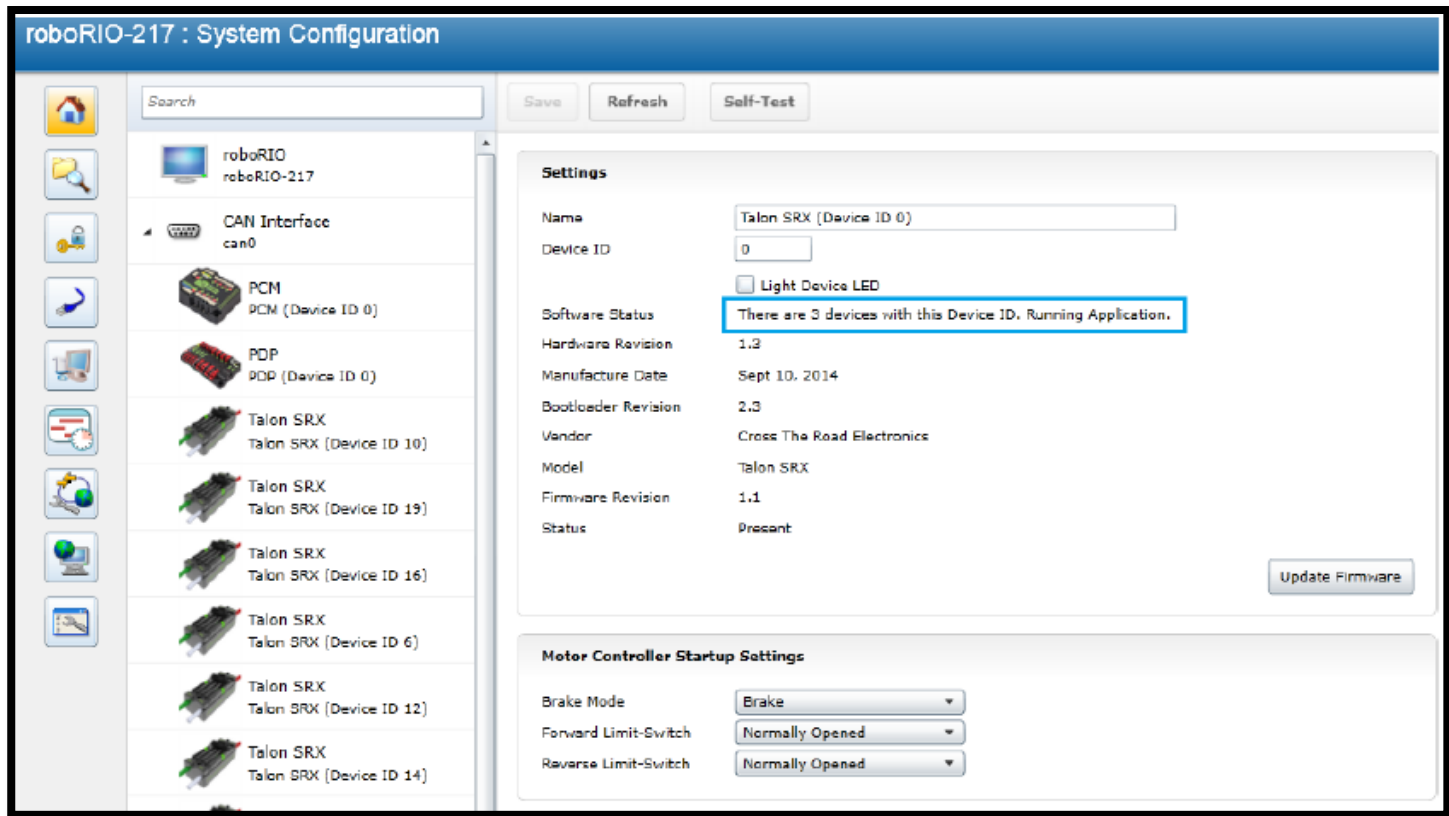 roboRIO-217 : System Configuration
Search
Save Refresh Self-Test
roboRIO
roboRIO-217
CAN Interface
can0
PCM
PCM (Device ID 0)
PDP
PDP (Device ID 0)
Talon SRX
Talon SRX (Device ID 10)
Talon SRX
Talon SRX (Device ID 19)
Talon SRX
Talon SRX (Device ID 16)
Talon SRX
Talon SRX (Device ID 6)
Talon SRX
Talon SRX (Device ID 12)
Talon SRX
Talon SRX (Device ID 14)
Settings
Name Talon SRX (Device ID 0)
Device ID 0
Light Device LED
Software Status There are 3 devices with this Device ID. Running Application.
Hardware Revision 1.3
Manufacture Date Sept 10, 2014
Bootloader Revision 2.3
Vendor Cross The Road Electronics
Model Talon SRX
Firmware Revision 1.1
Status Present
Update Firmware
Motor Controller Startup Settings
Brake Mode Brake
Forward Limit-Switch Normally Opened
Reverse Limit-Switch Normally Opened